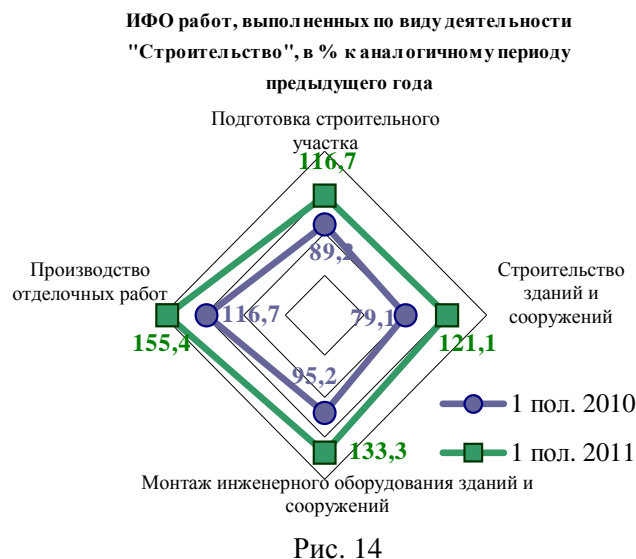 ИФО работ, выполненных по виду деятельности
"Строительство", в % к аналогичному периоду
предыдущего года
Подготовка строительного
участка
116,7
89,2
Производство
отделочных работ
116,7
155,4
Строительство
зданий и
сооружений
79,1
121,1
95,2
133,3
Монтаж инженерного оборудования зданий и
сооружений
1 пол. 2010
1 пол. 2011
Рис. 14